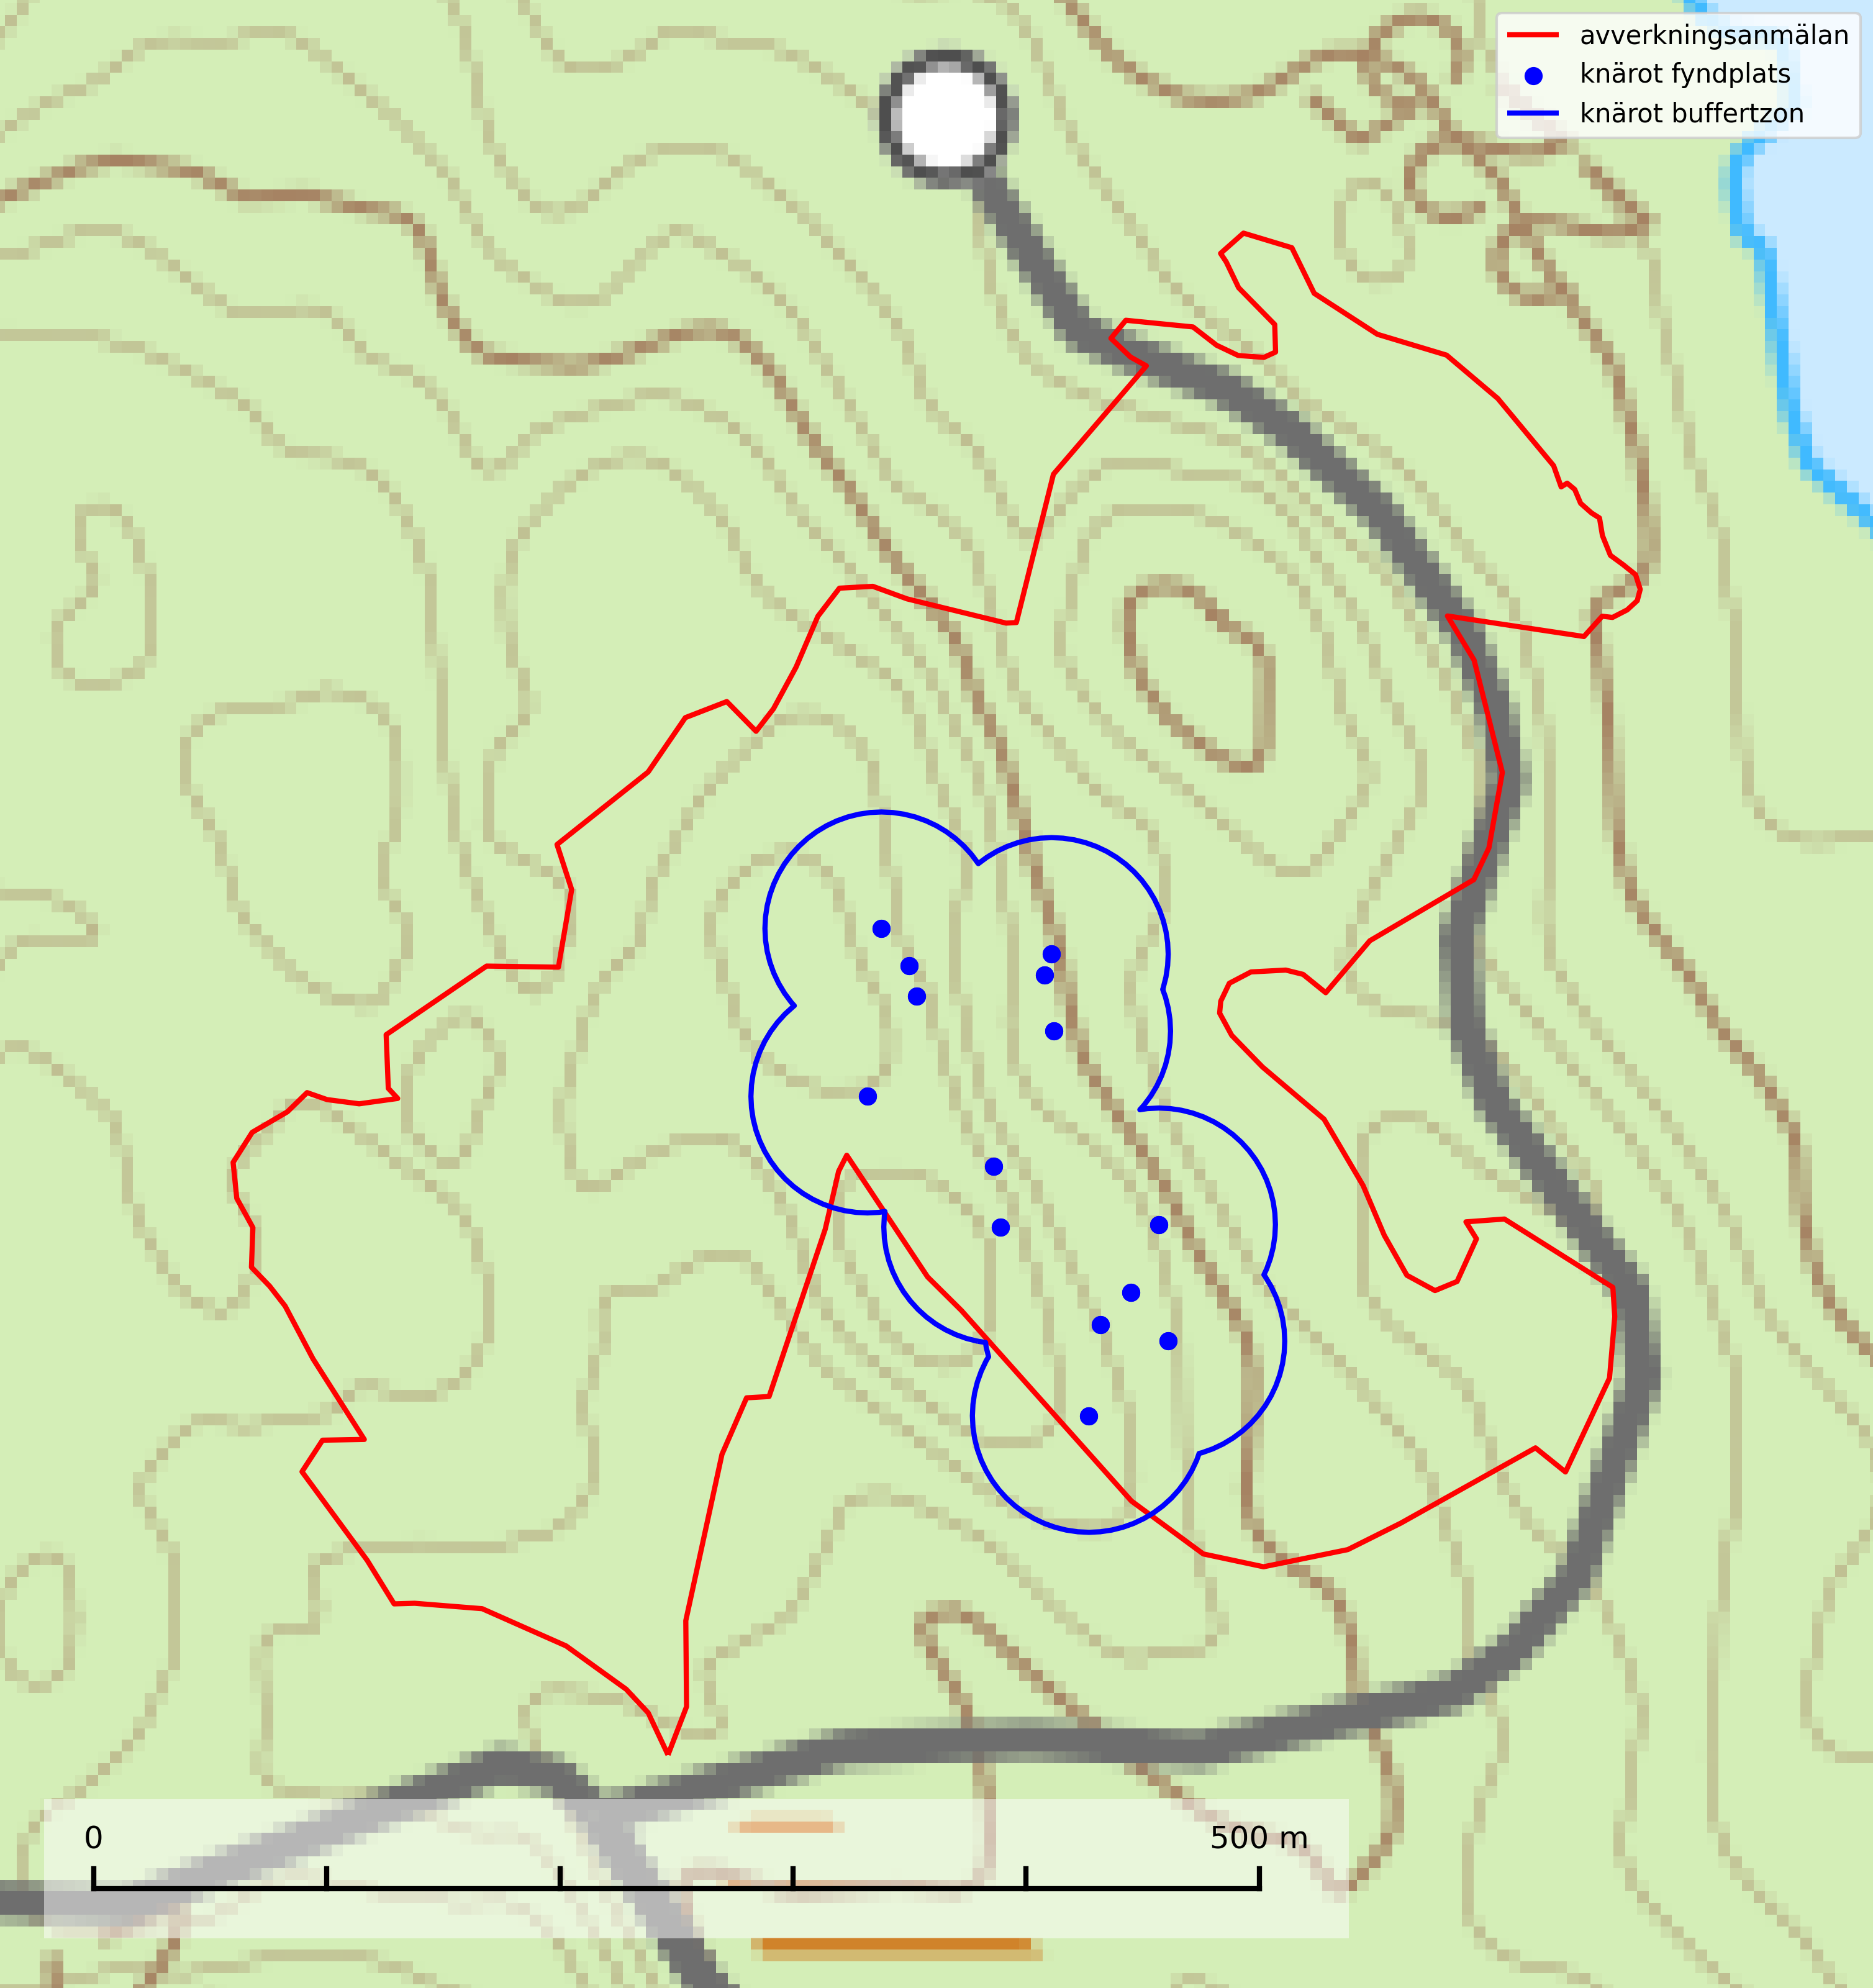 avverkningsanmälan
knärot fyndplats
knärot buffertzon
0
500 m